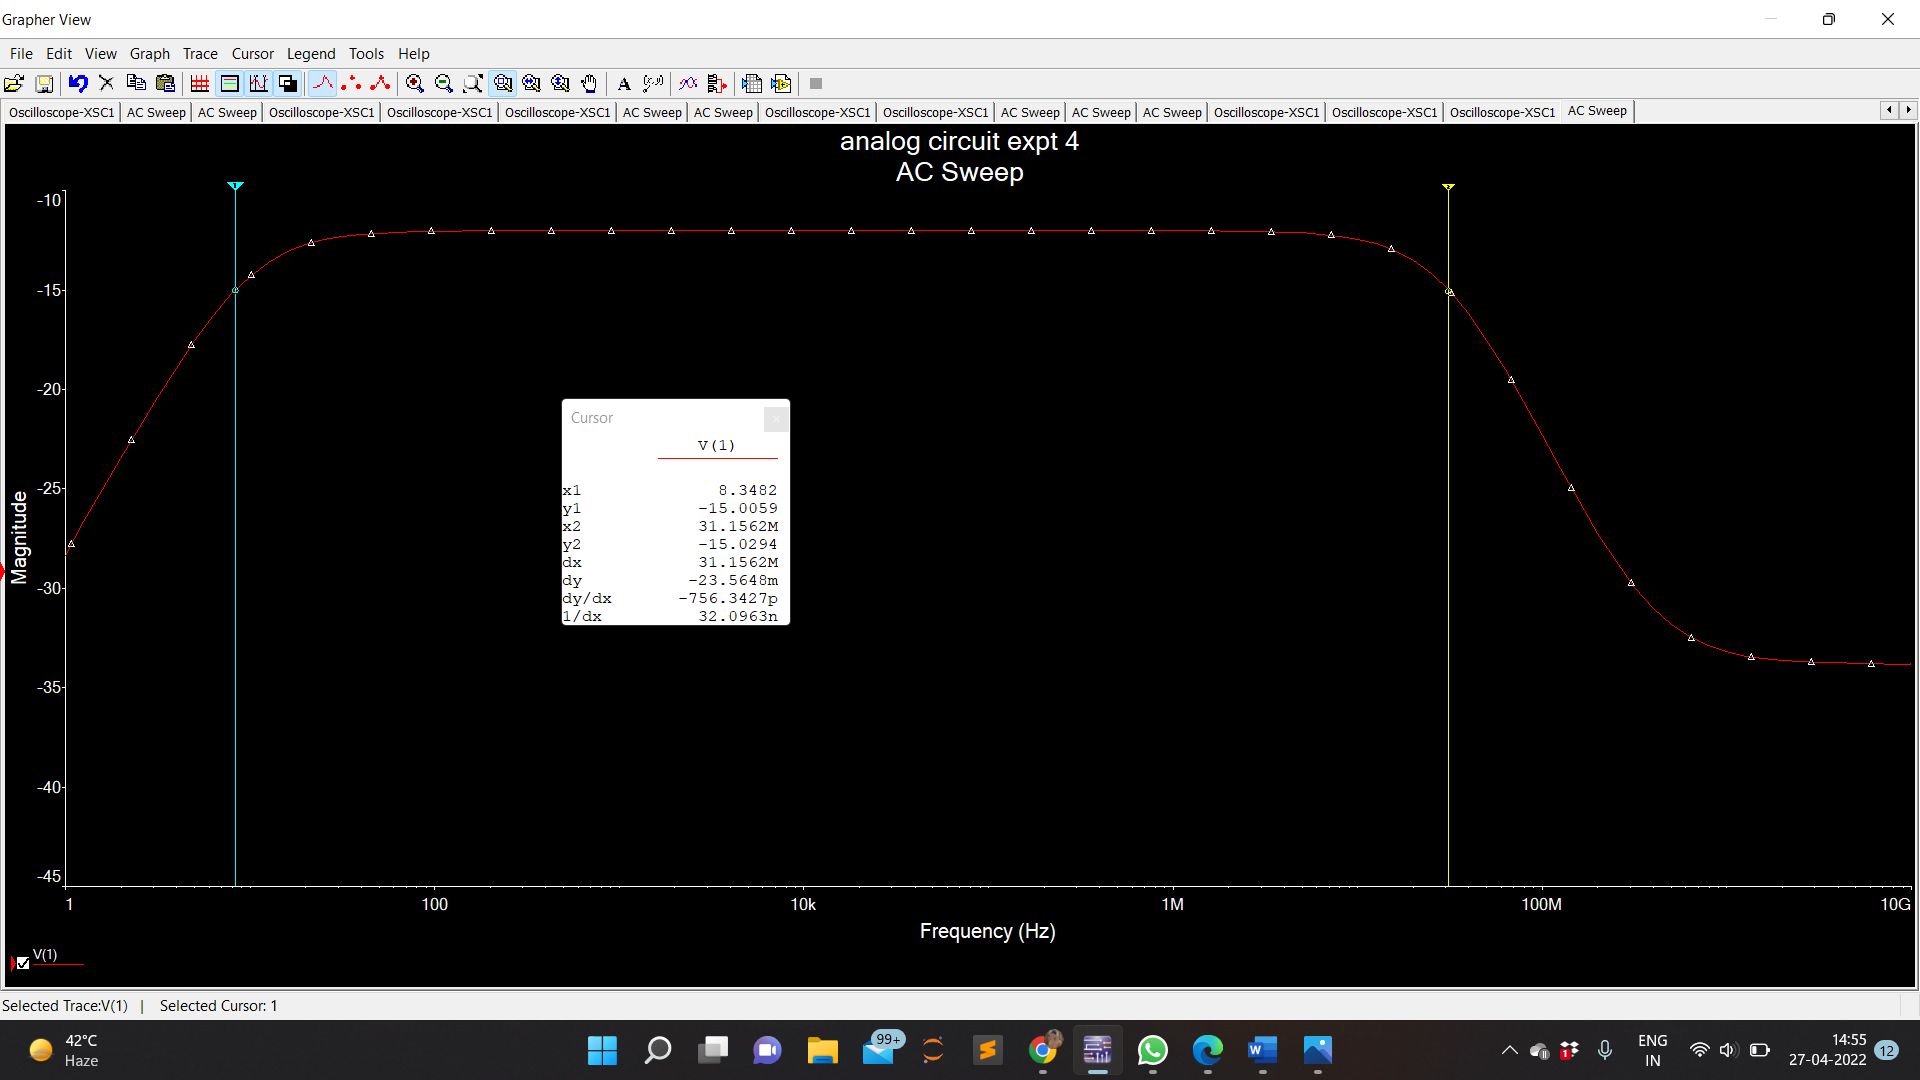 Grapher View
File Edit View Graph Trace Cursor Legend Tools Help
Oscilloscope-XSC1 AC Sweep AC Sweep Oscilloscope-XSC1 Oscilloscope-XSC1 Oscilloscope-XSC1 AC Sweep AC Sweep Oscilloscope-XSC1 Oscilloscope-XSC1 AC Sweep AC Sweep AC Sweep Oscilloscope-XSC1 Oscilloscope-XSC1 Oscilloscope-XSC1 AC Sweep
analog circuit expt 4
AC Sweep
-10
-15
-20
-25
-30
-35
-40
-45
Magnitude
Cursor
V(1)
x1 8.3482
y1 -15.0059
x2 31.1562M
y2 -15.0294
dx 31.1562M
dy -23.5648m
dy/dx -756.3427p
1/dx 32.0963n
1 100 10k 1M 100M 10G
Frequency (Hz)
V(1)
Selected Trace:V(1) | Selected Cursor: 1
42°C
Haze
99+
1
ENG
IN
14:55
27-04-2022
12